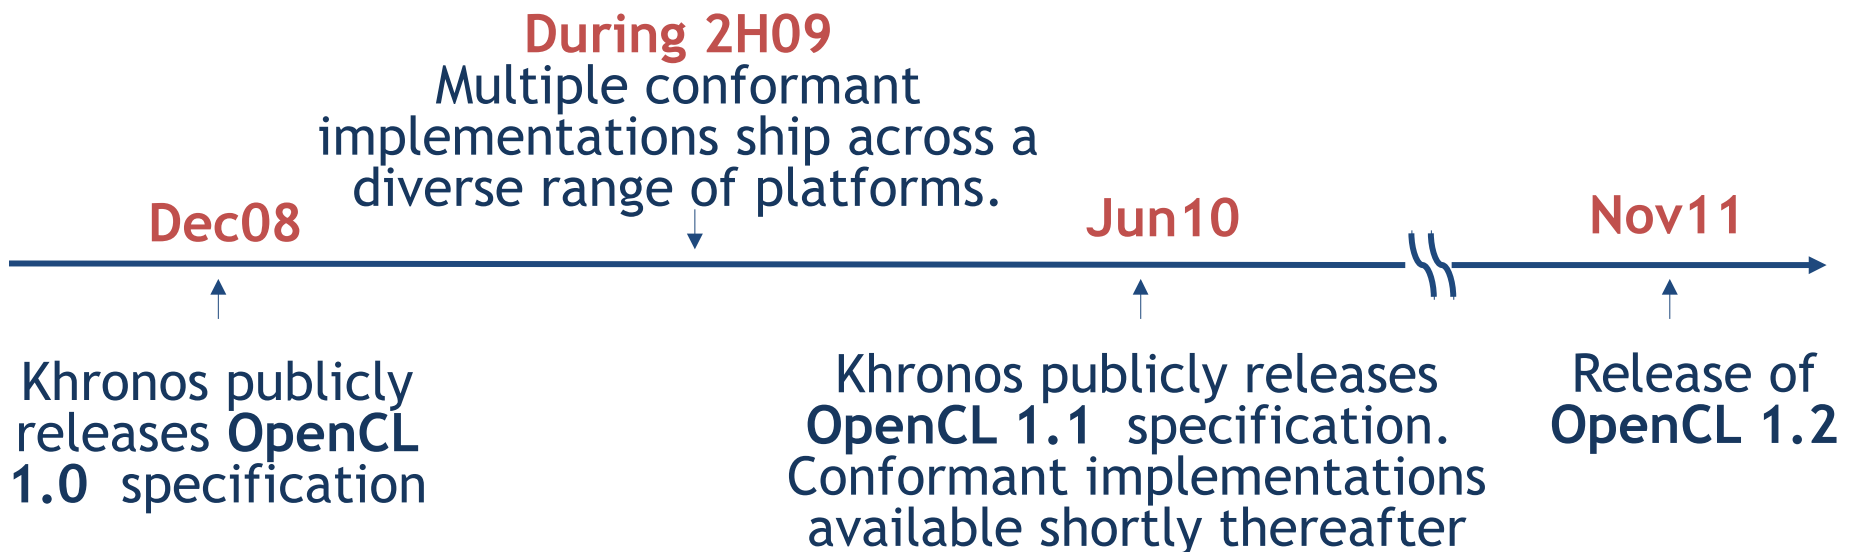 During 2H09
Multiple conformant
implementations ship across a
diverse range of platforms.
Dec08
Jun10
Nov11
Khronos publicly
releases OpenCL
1.0 specification
Khronos publicly releases
OpenCL 1.1 specification.
Conformant implementations
available shortly thereafter
Release of
OpenCL 1.2